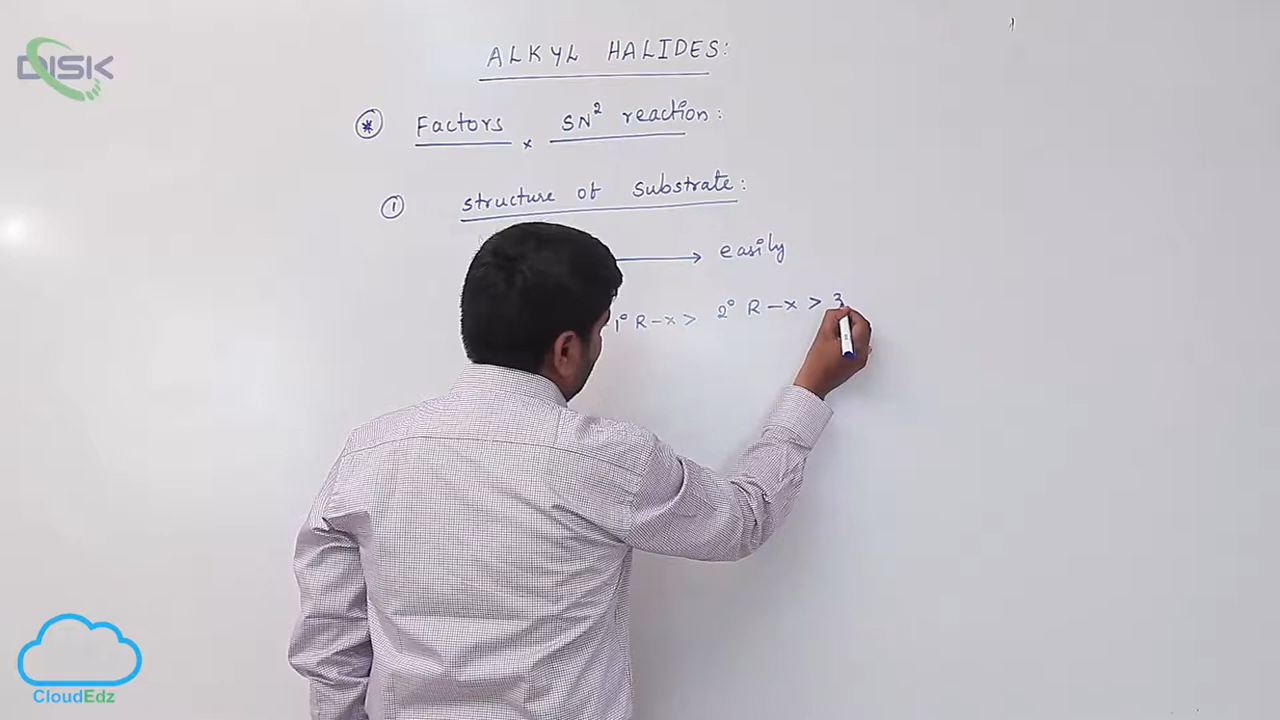 DISK
ALKYL HALIDES:
* Factors × SN² reaction:
① structure of substrate:
→ easily
1° R-X > 2° R-X > 3
CloudEdz